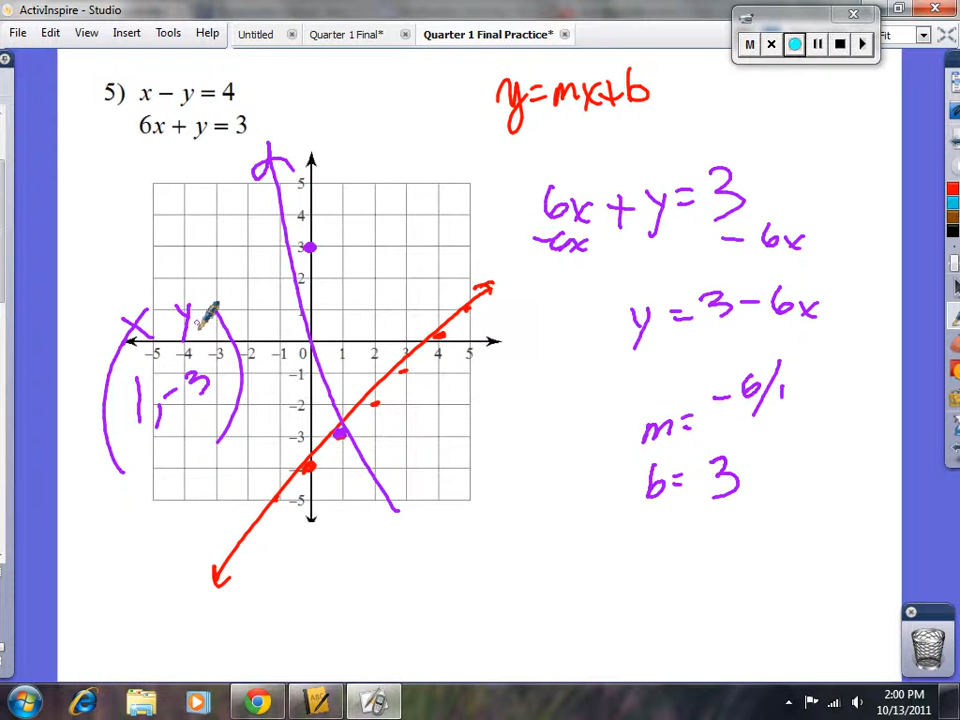 ActivInspire - Studio
File Edit View Insert Tools Help Untitled Quarter 1 Final* Quarter 1 Final Practice*
M
Fit
5) x − y = 4
6x + y = 3
y=mx+b
6x + y = 3
-6x - 6x
y = 3 - 6x
m = -6/1
b = 3
x y
(1, -3)
5
4
3
2
−5 −4 −3 −2 −1 0 1 2 3 4 5
−1
−2
−3
−4
−5
2:00 PM
10/13/2011